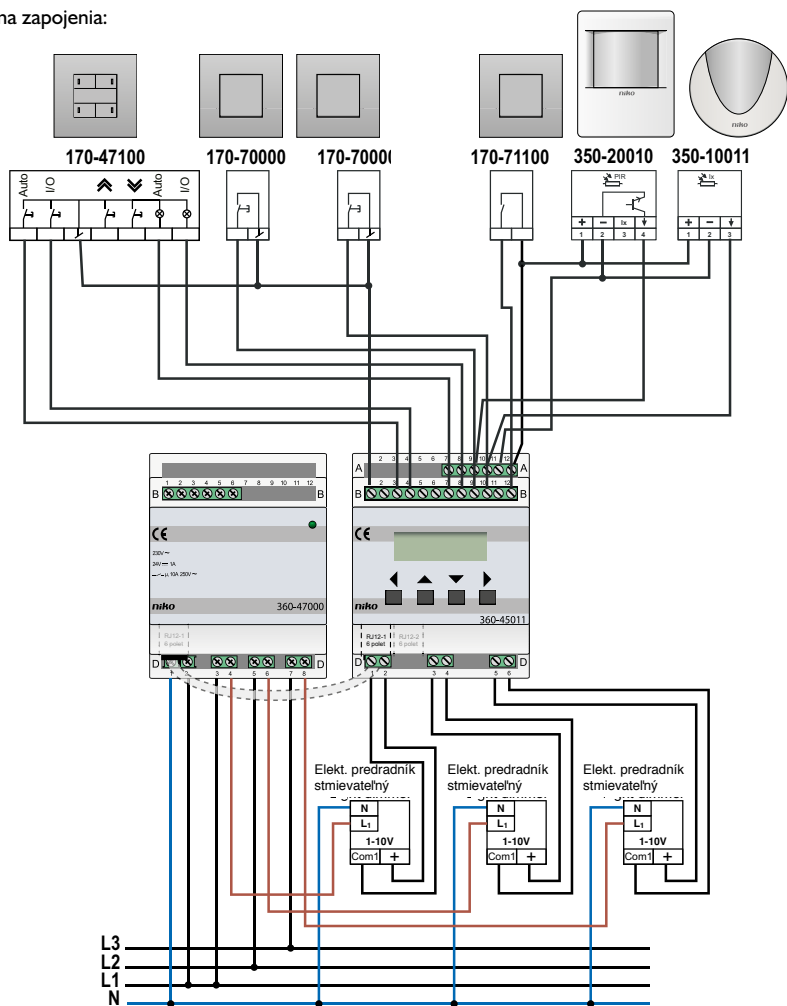 na zapojenia:
niko
niko
170-47100
170-70000
170-7000
170-71100
350-20010
350-10011
Auto I/O Auto I/O
PIR
lx
+ − lx
1 2 3 4
+ −
1 2 3
2 3 4 5 6 7 8 9 10 11 12
A A
1 2 3 4 5 6 7 8 9 10 11 12
B B
2 3 4 5 6 7 8 9 10 11 12
B B
CE
CE
230V ~
24V 1A
µ, 10A 250V ~
niko 360-47000
niko 360-45011
RJ12-1
6 polet
RJ12-1
6 polet
RJ12-2
6 polet
D D
1 2 3 4 5 6 7 8
D D
1 2 3 4 5 6
Elekt. predradník
stmievateľný
N
L1
1-10V
Com1 +
Elekt. predradník
stmievateľný
N
L1
1-10V
Com1 +
Elekt. predradník
stmievateľný
N
L1
1-10V
Com1 +
L3
L2
L1
N